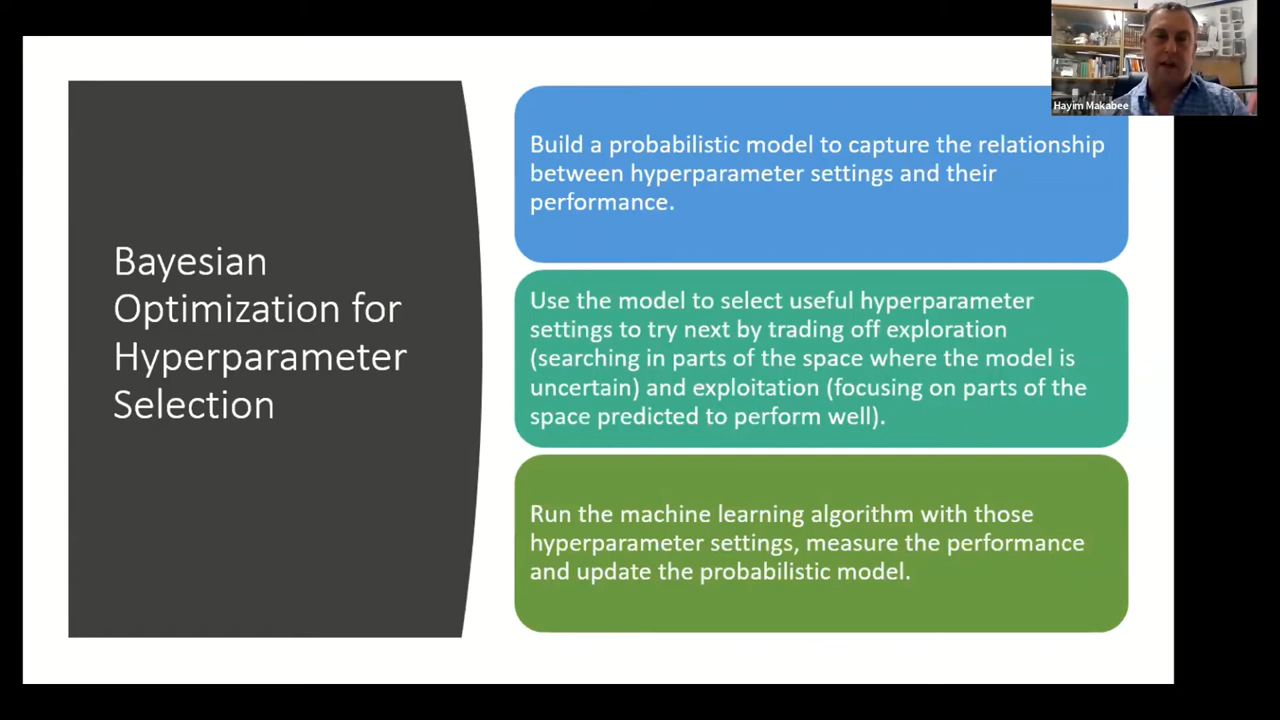 Hayim Makabee
Bayesian
Optimization for
Hyperparameter
Selection
Build a probabilistic model to capture the relationship
between hyperparameter settings and their
performance.
Use the model to select useful hyperparameter
settings to try next by trading off exploration
(searching in parts of the space where the model is
uncertain) and exploitation (focusing on parts of the
space predicted to perform well).
Run the machine learning algorithm with those
hyperparameter settings, measure the performance
and update the probabilistic model.